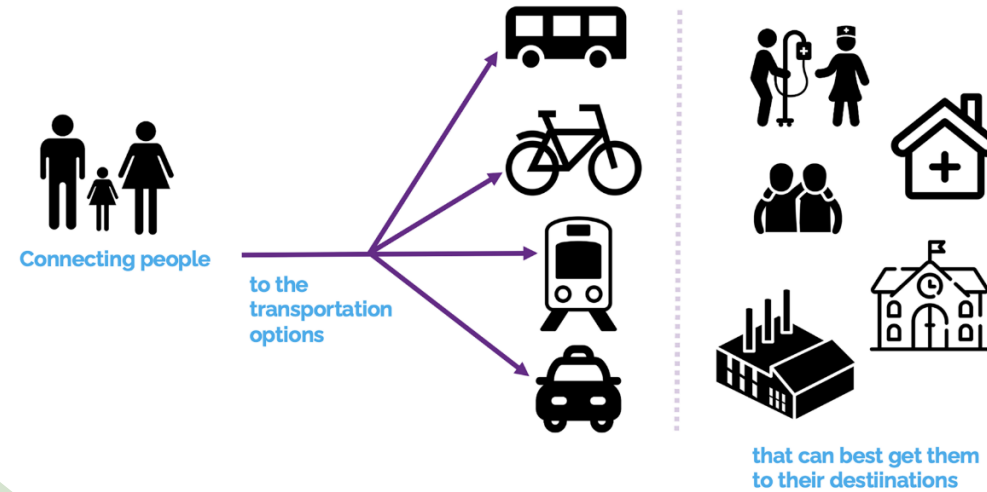 Connecting people
to the
transportation
options
that can best get them
to their destiinations